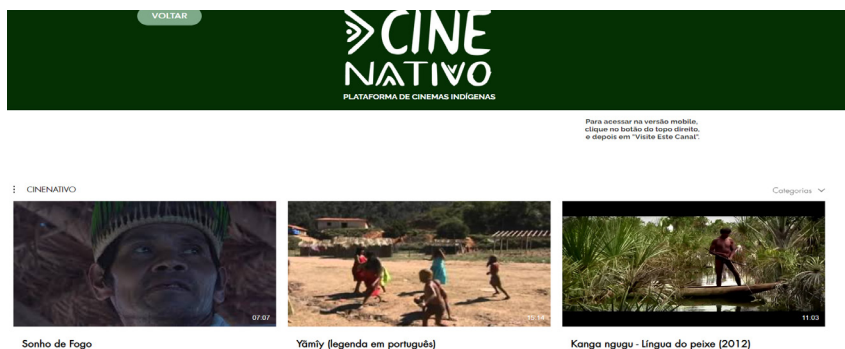 VOLTAR
CINE
NATIVO
PLATAFORMA DE CINEMAS INDÍGENAS
Para acessar na versão mobile,
clique no botão do topo direito,
e depois em "Visite Este Canal".
CINENATIVO
Categorias
07:07
15:14
11:03
Sonho de Fogo
Yãmîy (legenda em português)
Kanga ngugu - Língua do peixe (2012)